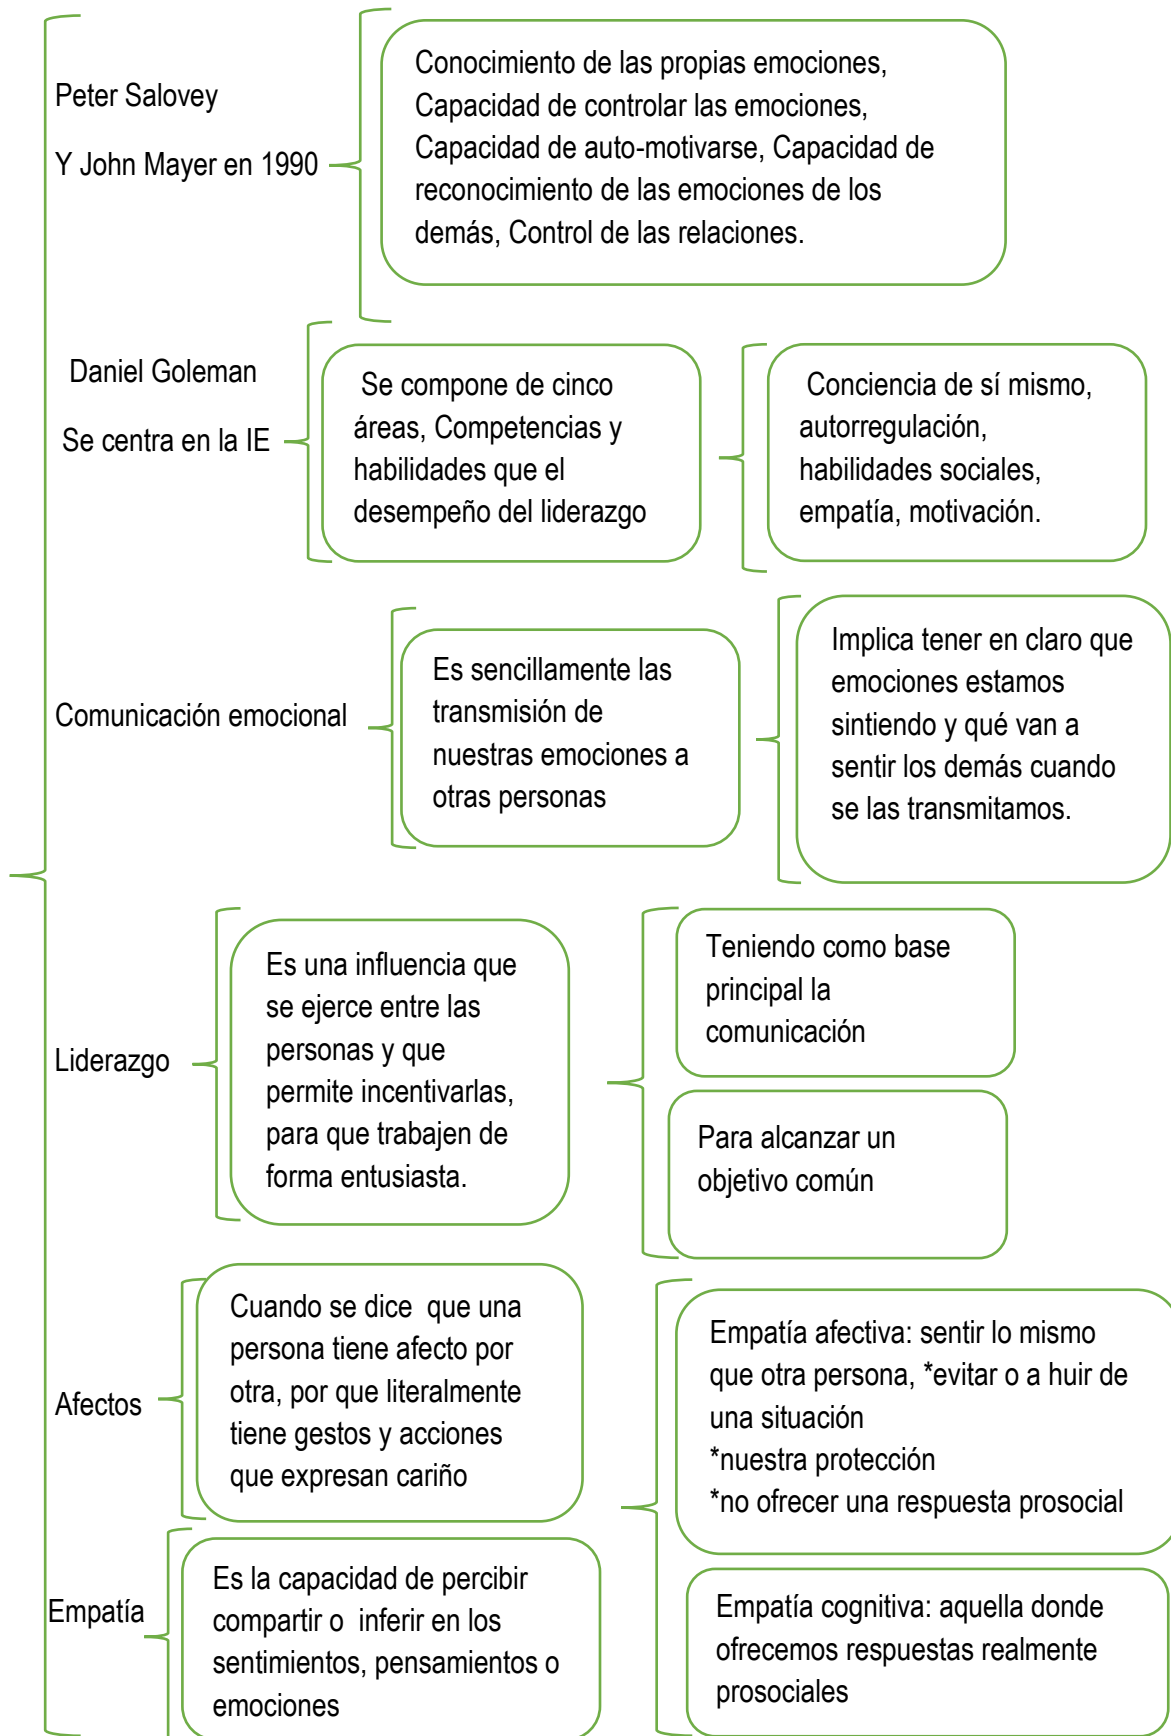 Peter Salovey
Y John Mayer en 1990
Conocimiento de las propias emociones,
Capacidad de controlar las emociones,
Capacidad de auto-motivarse, Capacidad de
reconocimiento de las emociones de los
demás, Control de las relaciones.
Daniel Goleman
Se centra en la IE
Se compone de cinco
áreas, Competencias y
habilidades que el
desempeño del liderazgo
Conciencia de sí mismo,
autorregulación,
habilidades sociales,
empatía, motivación.
Comunicación emocional
Es sencillamente las
transmisión de
nuestras emociones a
otras personas
Implica tener en claro que
emociones estamos
sintiendo y qué van a
sentir los demás cuando
se las transmitamos.
Liderazgo
Es una influencia que
se ejerce entre las
personas y que
permite incentivarlas,
para que trabajen de
forma entusiasta.
Teniendo como base
principal la
comunicación
Para alcanzar un
objetivo común
Afectos
Cuando se dice  que una
persona tiene afecto por
otra, por que literalmente
tiene gestos y acciones
que expresan cariño
Empatía
Es la capacidad de percibir
compartir o  inferir en los
sentimientos, pensamientos o
emociones
Empatía afectiva: sentir lo mismo
que otra persona, *evitar o a huir de
una situación
*nuestra protección
*no ofrecer una respuesta prosocial
Empatía cognitiva: aquella donde
ofrecemos respuestas realmente
prosociales